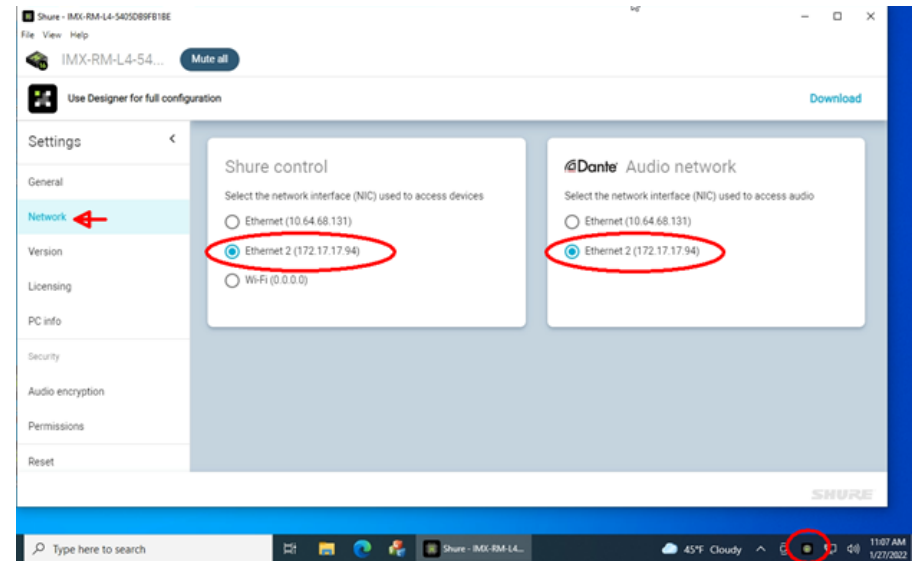 Shure - IMX-RM-L4-5405DB9FB1BE
File View Help
IMX-RM-L4-54... Mute all
Use Designer for full configuration Download
Settings
General
Network
Version
Licensing
PC info
Security
Audio encryption
Permissions
Reset
Shure control
Select the network interface (NIC) used to access devices
Ethernet (10.64.68.131)
Ethernet 2 (172.17.17.94)
Wi-Fi (0.0.0.0)
Dante Audio network
Select the network interface (NIC) used to access audio
Ethernet (10.64.68.131)
Ethernet 2 (172.17.17.94)
SHURE
Type here to search
Shure - IMX-RM-L4...
45°F Cloudy
11:07 AM
1/27/2022